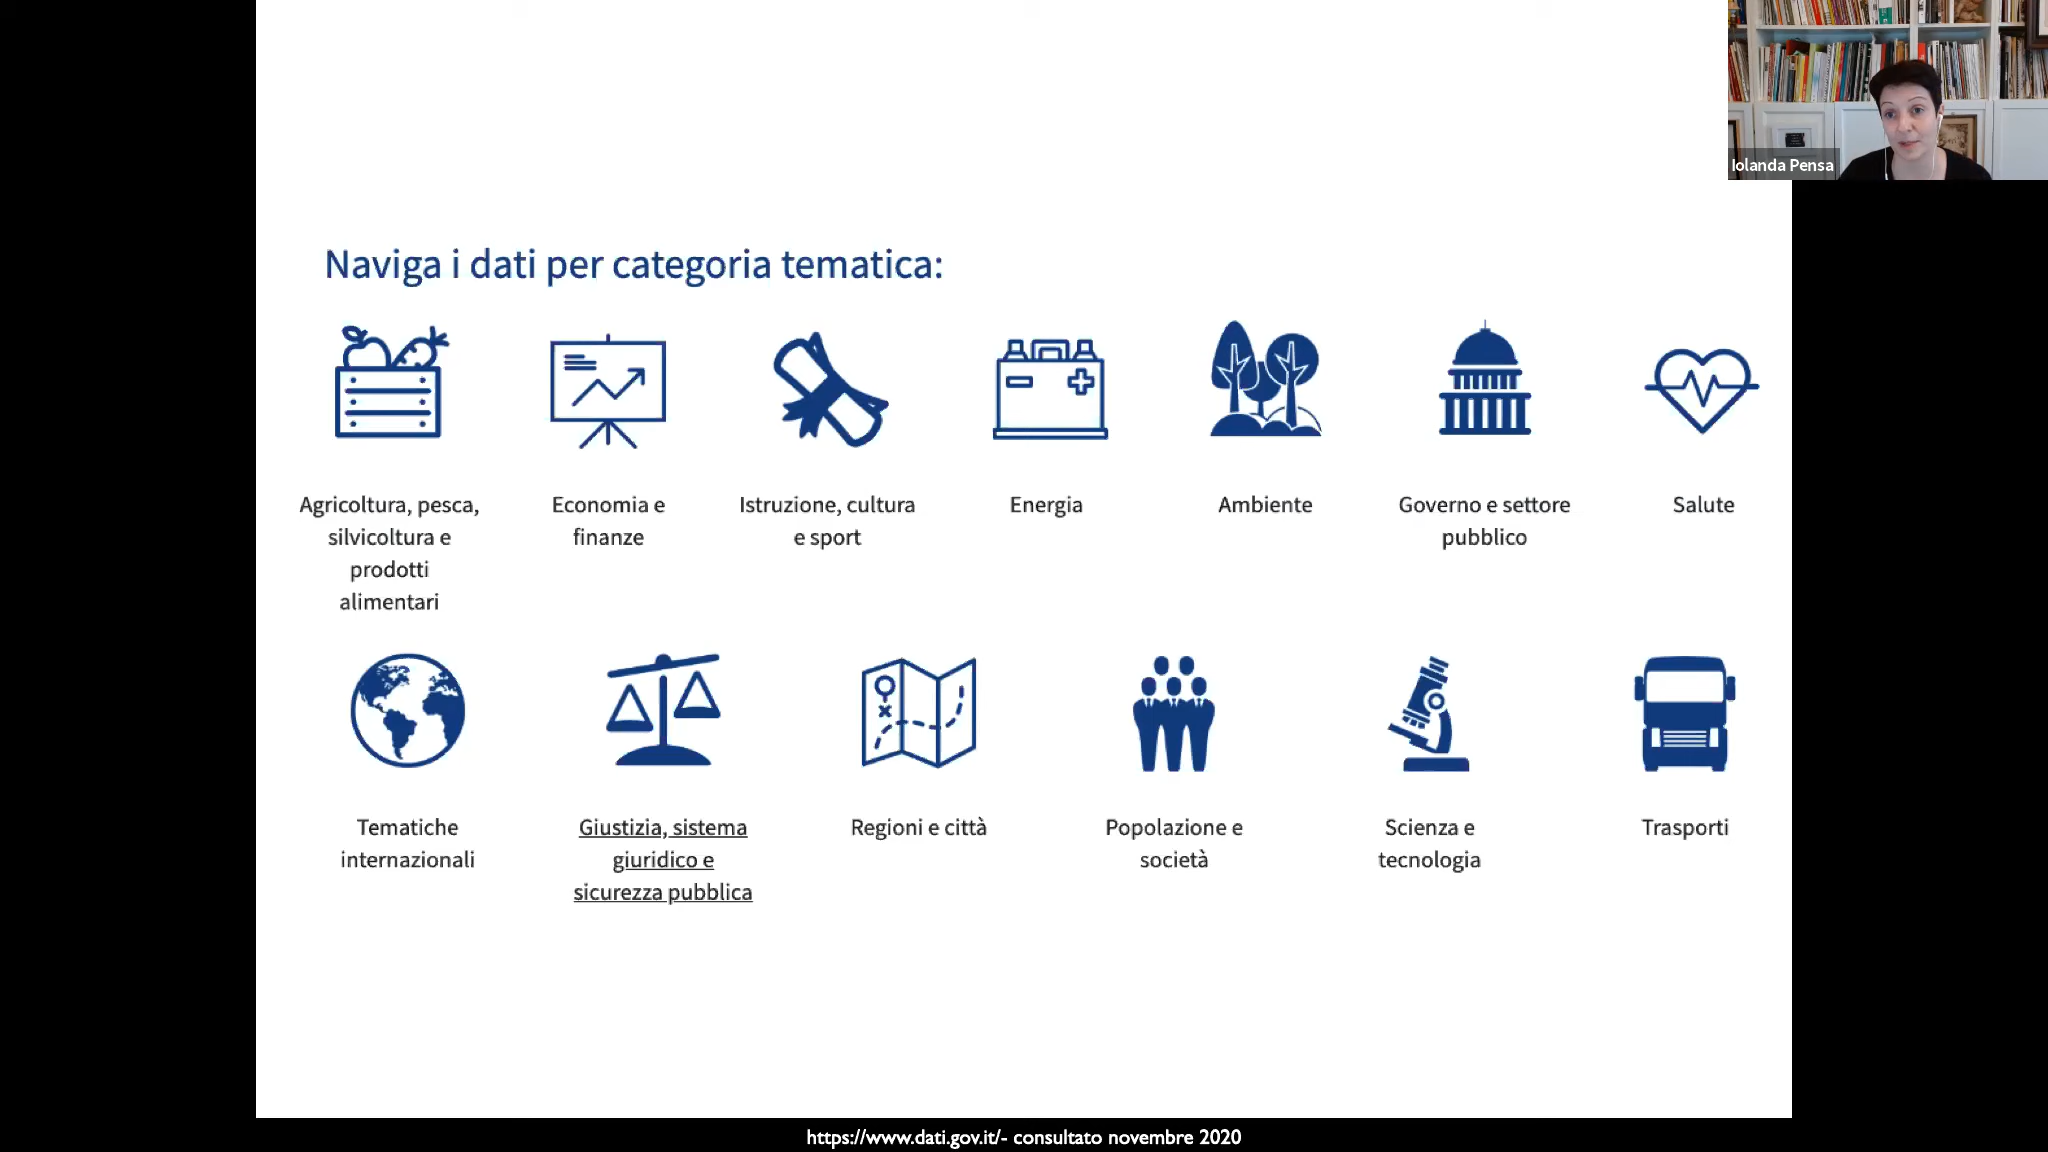 Iolanda Pensa
Naviga i dati per categoria tematica:
Agricoltura, pesca,
silvicoltura e
prodotti
alimentari
Economia e
finanze
Istruzione, cultura
e sport
Energia
Ambiente
Governo e settore
pubblico
Salute
Tematiche
internazionali
Giustizia, sistema
giuridico e
sicurezza pubblica
Regioni e città
Popolazione e
società
Scienza e
tecnologia
Trasporti
https://www.dati.gov.it/- consultato novembre 2020